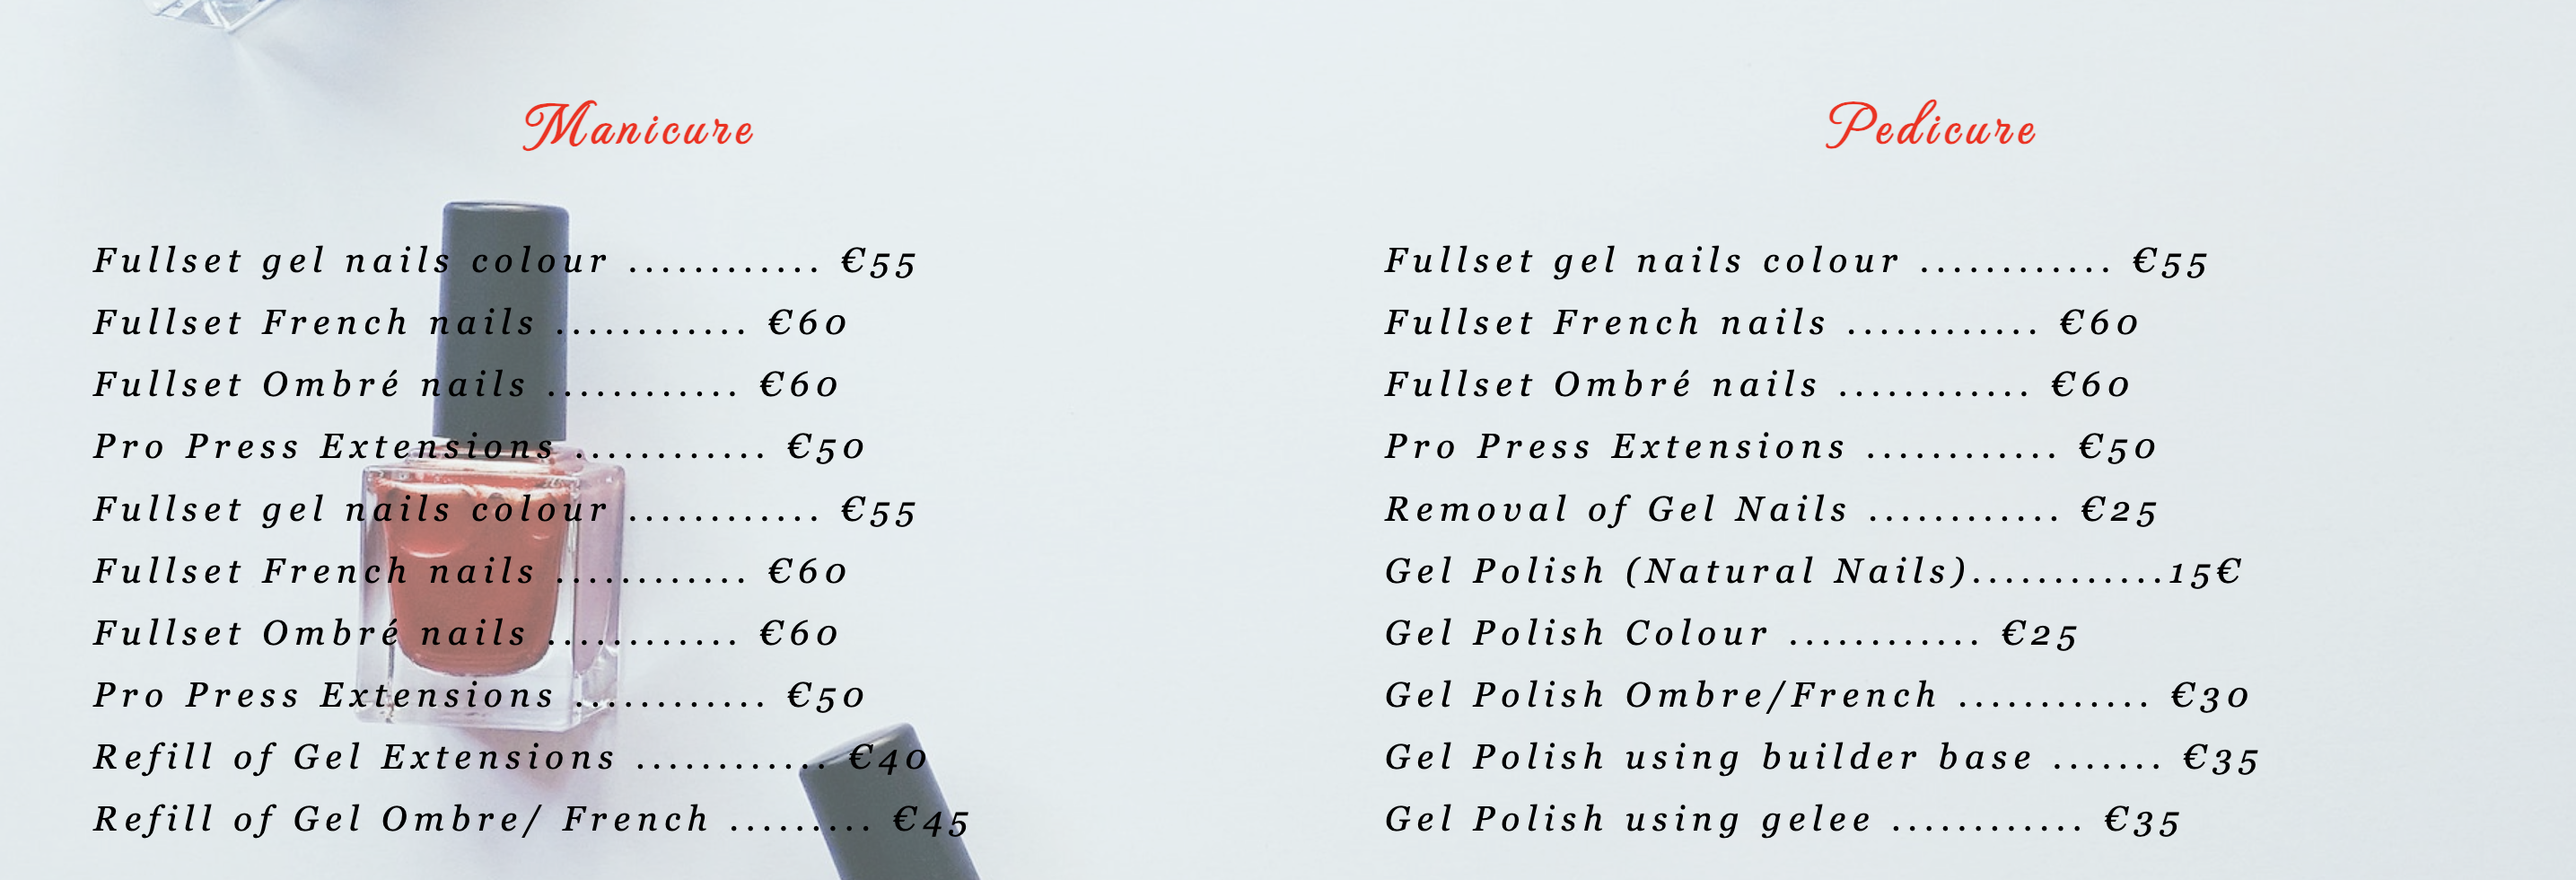 Manicure
Fullset gel nails colour ............ €55
Fullset French nails ............ €60
Fullset Ombré nails ............ €60
Pro Press Extensions ............ €50
Fullset gel nails colour ............ €55
Fullset French nails ............ €60
Fullset Ombré nails ............ €60
Pro Press Extensions ............ €50
Refill of Gel Extensions ............ €40
Refill of Gel Ombre/ French ......... €45
Pedicure
Fullset gel nails colour ............ €55
Fullset French nails ............ €60
Fullset Ombré nails ............ €60
Pro Press Extensions ............ €50
Removal of Gel Nails ............ €25
Gel Polish (Natural Nails)............15€
Gel Polish Colour ............ €25
Gel Polish Ombre/French ............ €30
Gel Polish using builder base ....... €35
Gel Polish using gelee ............ €35